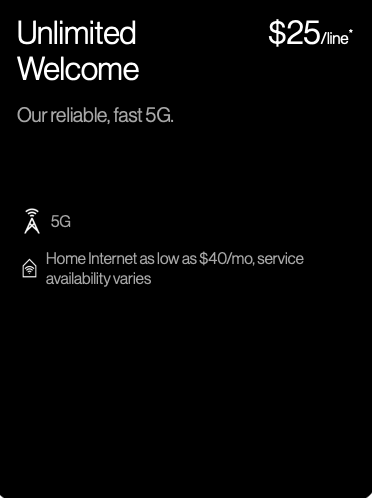 Unlimited
Welcome
$25/line*
Our reliable, fast 5G.
5G
Home Internet as low as $40/mo, service
availability varies